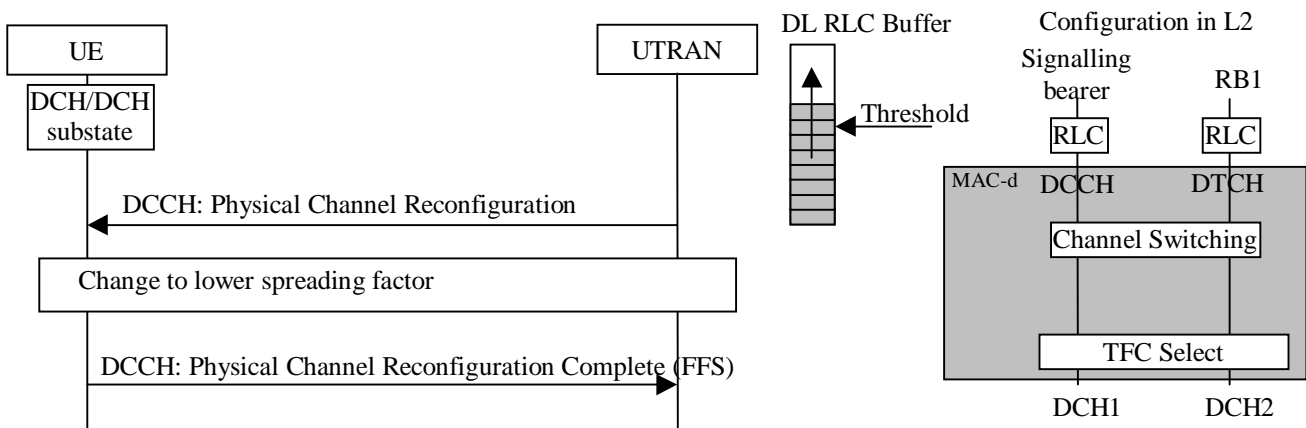 UE
UTRAN
DL RLC Buffer
Configuration in L2
DCH/DCH
substate
Threshold
Signalling
bearer
RB1
RLC
RLC
MAC-d
DCCH
DTCH
DCCH: Physical Channel Reconfiguration
Channel Switching
Change to lower spreading factor
TFC Select
DCCH: Physical Channel Reconfiguration Complete (FFS)
DCH1
DCH2